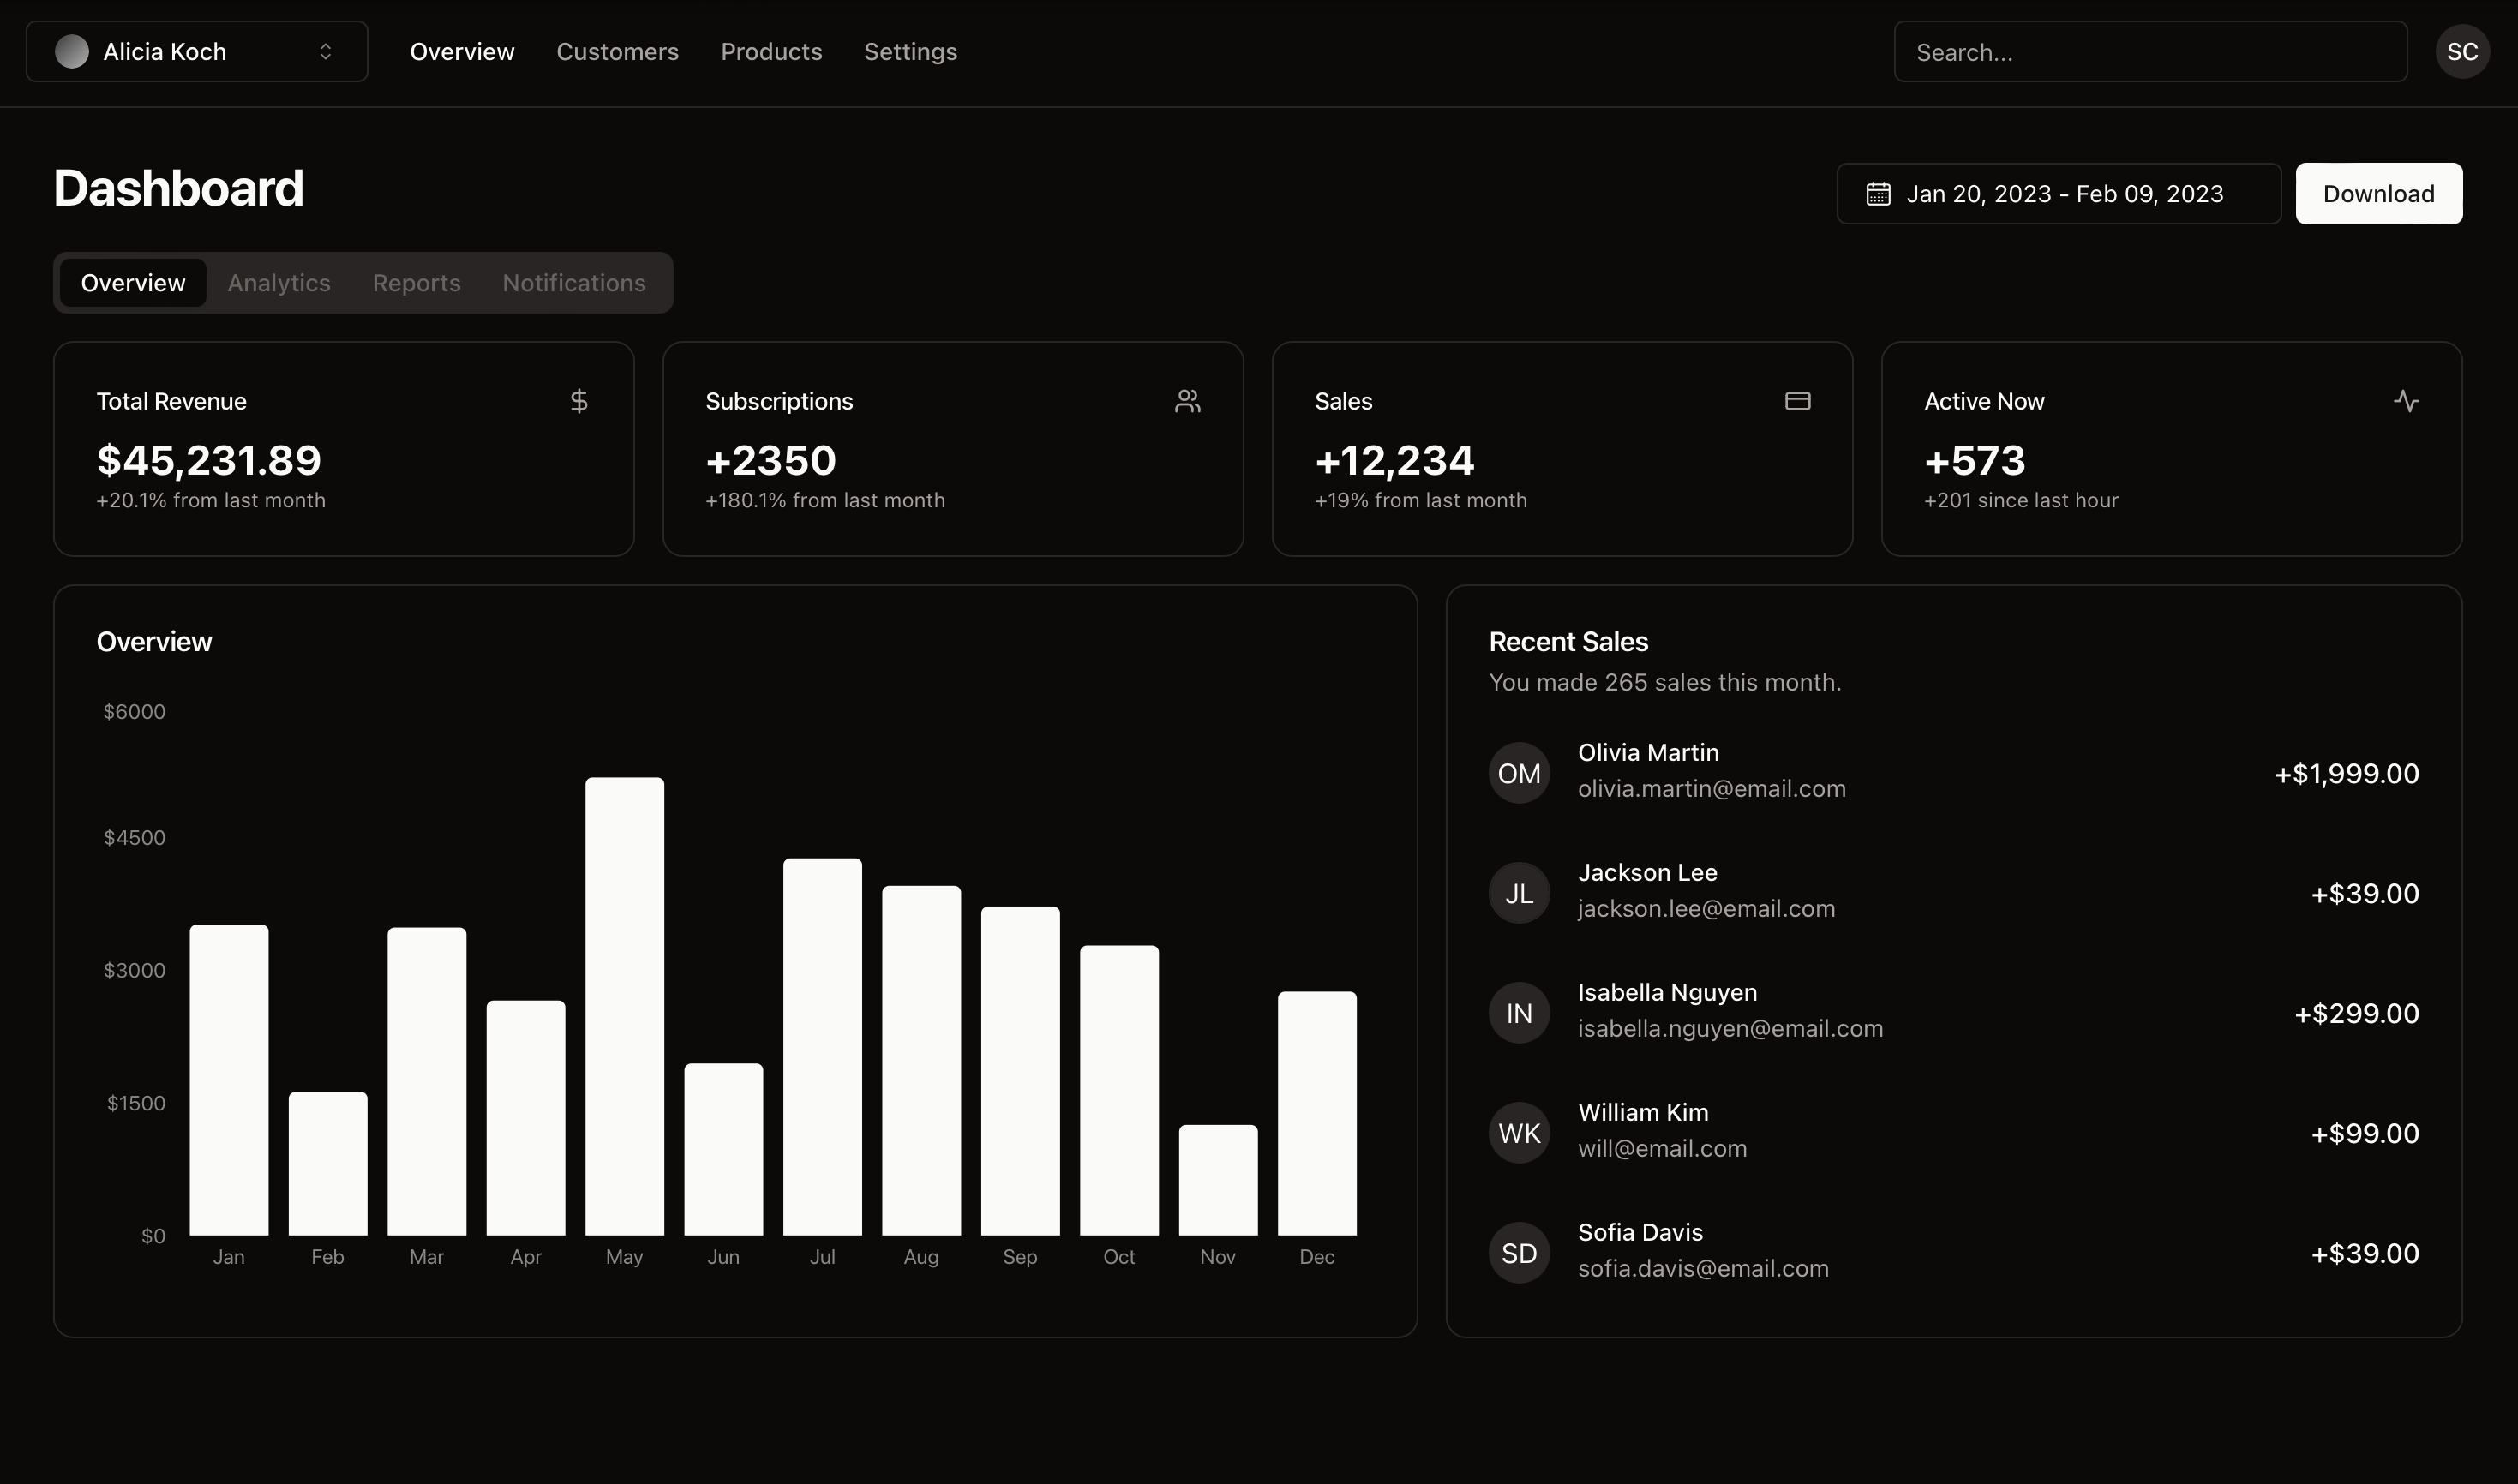 Alicia Koch
Overview Customers Products Settings
Search...
SC
Dashboard
Jan 20, 2023 - Feb 09, 2023
Download
Overview Analytics Reports Notifications
Total Revenue
$45,231.89
+20.1% from last month
Subscriptions
+2350
+180.1% from last month
Sales
+12,234
+19% from last month
Active Now
+573
+201 since last hour
Overview
$6000
$4500
$3000
$1500
$0
Jan Feb Mar Apr May Jun Jul Aug Sep Oct Nov Dec
Recent Sales
You made 265 sales this month.
OM
Olivia Martin
olivia.martin@email.com
+$1,999.00
JL
Jackson Lee
jackson.lee@email.com
+$39.00
IN
Isabella Nguyen
isabella.nguyen@email.com
+$299.00
WK
William Kim
will@email.com
+$99.00
SD
Sofia Davis
sofia.davis@email.com
+$39.00